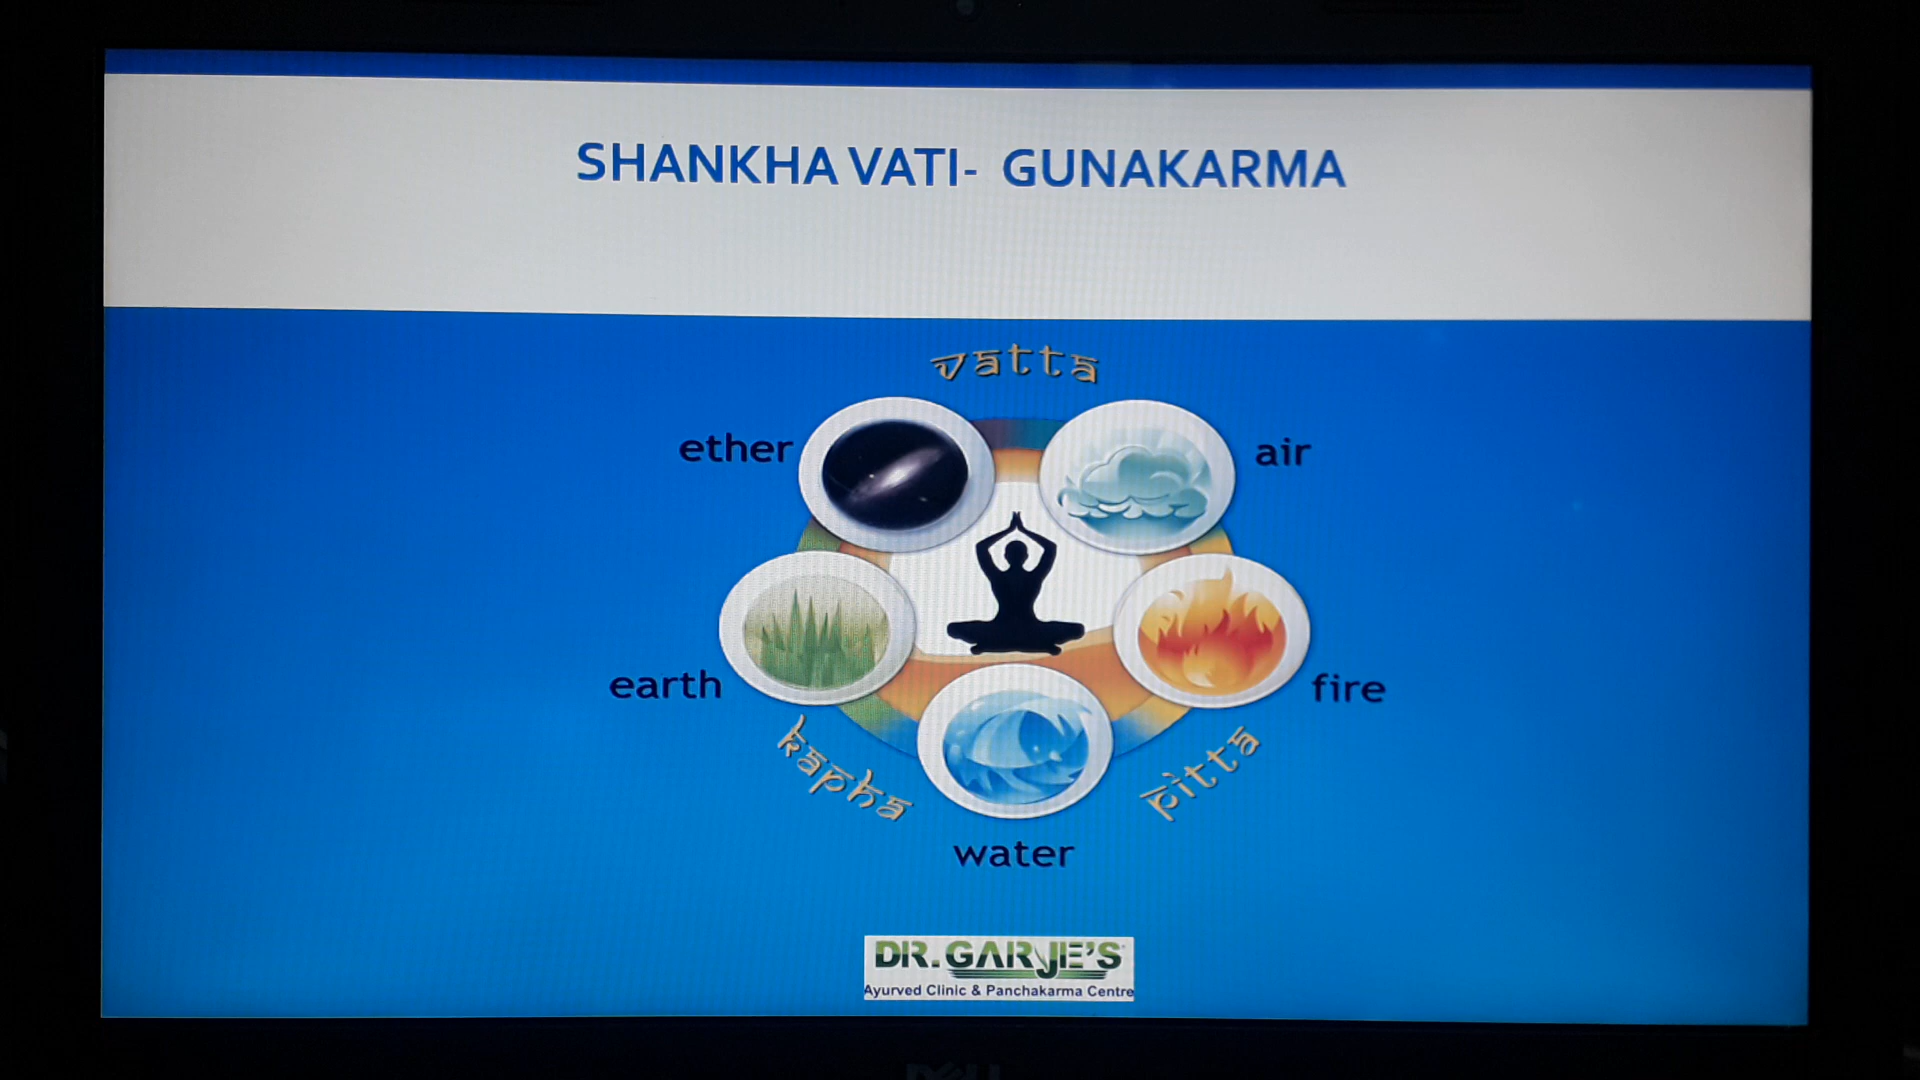 SHANKHA VATI- GUNAKARMA
vatta
ether
air
earth
fire
kapha
pitta
water
DR. GARJE'S
Ayurved Clinic & Panchakarma Centre